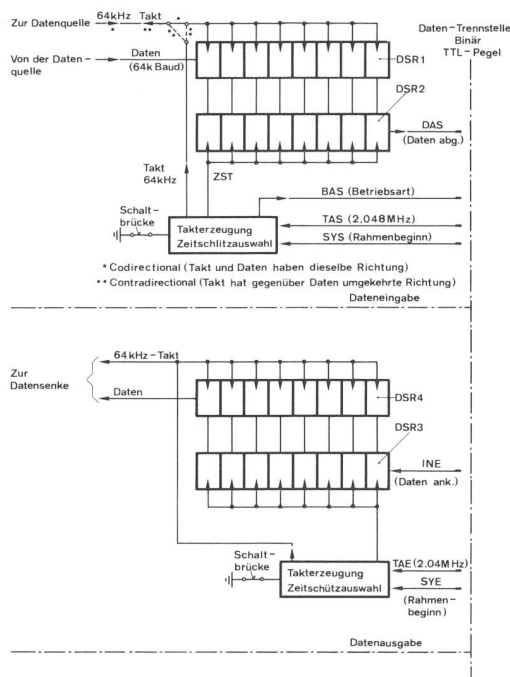 Zur Datenquelle
64kHz
Takt
*
**
*
**
Daten-Trennstelle
Binär
TTL-Pegel
Von der Daten-
quelle
Daten
(64k Baud)
DSR1
DSR2
DAS
(Daten abg.)
Takt
64kHz
ZST
BAS (Betriebsart)
Schalt-
brücke
Takterzeugung
Zeitschlitzauswahl
TAS (2,048MHz)
SYS (Rahmenbeginn)
* Codirectional (Takt und Daten haben dieselbe Richtung)
** Contradirectional (Takt hat gegenüber Daten umgekehrte Richtung)
Dateneingabe
64 kHz-Takt
Zur
Datensenke
Daten
DSR4
DSR3
INE
(Daten ank.)
Schalt-
brücke
Takterzeugung
Zeitschützauswahl
TAE (2.04MHz)
SYE
(Rahmen-
beginn)
Datenausgabe